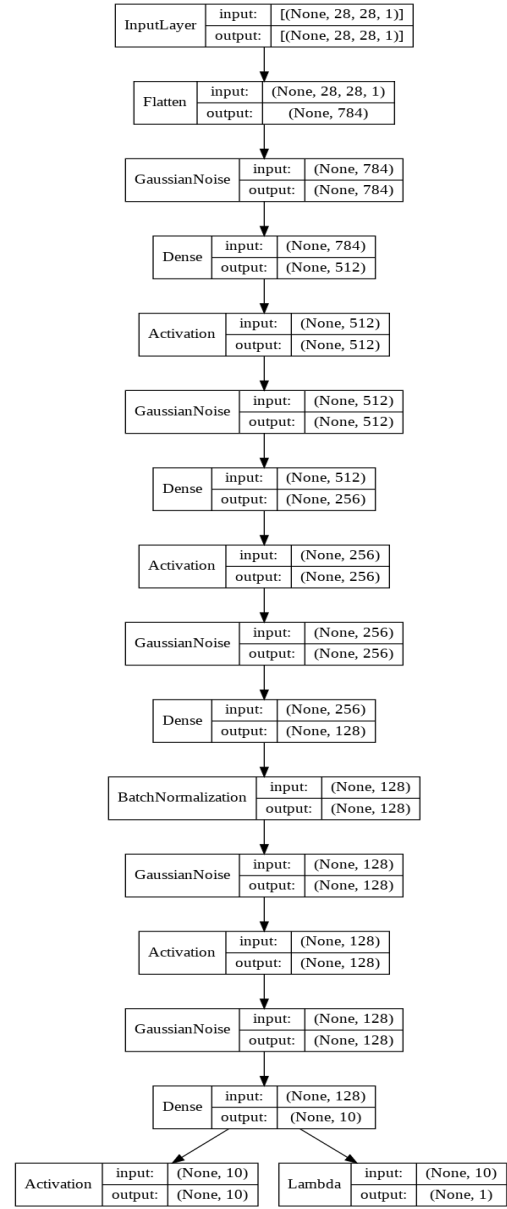 InputLayer input: [(None, 28, 28, 1)]
output: [(None, 28, 28, 1)]
Flatten input: (None, 28, 28, 1)
output: (None, 784)
GaussianNoise input: (None, 784)
output: (None, 784)
Dense input: (None, 784)
output: (None, 512)
Activation input: (None, 512)
output: (None, 512)
GaussianNoise input: (None, 512)
output: (None, 512)
Dense input: (None, 512)
output: (None, 256)
Activation input: (None, 256)
output: (None, 256)
GaussianNoise input: (None, 256)
output: (None, 256)
Dense input: (None, 256)
output: (None, 128)
BatchNormalization input: (None, 128)
output: (None, 128)
GaussianNoise input: (None, 128)
output: (None, 128)
Activation input: (None, 128)
output: (None, 128)
GaussianNoise input: (None, 128)
output: (None, 128)
Dense input: (None, 128)
output: (None, 10)
Activation input: (None, 10)
output: (None, 10)
Lambda input: (None, 10)
output: (None, 1)